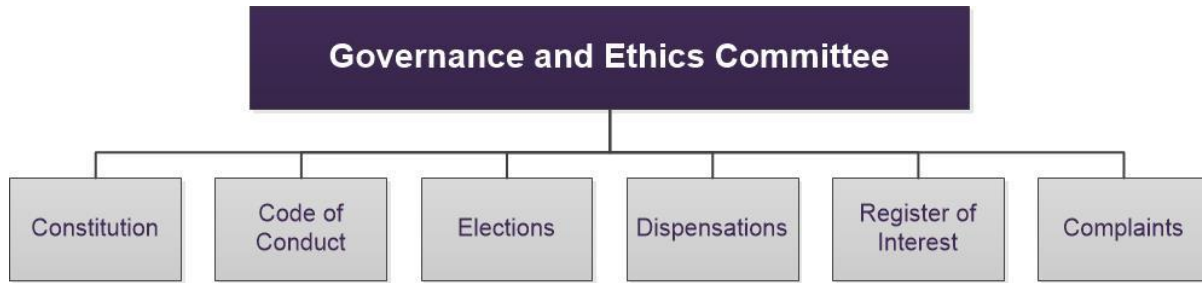 Governance and Ethics Committee
Constitution
Code of
Conduct
Elections
Dispensations
Register of
Interest
Complaints